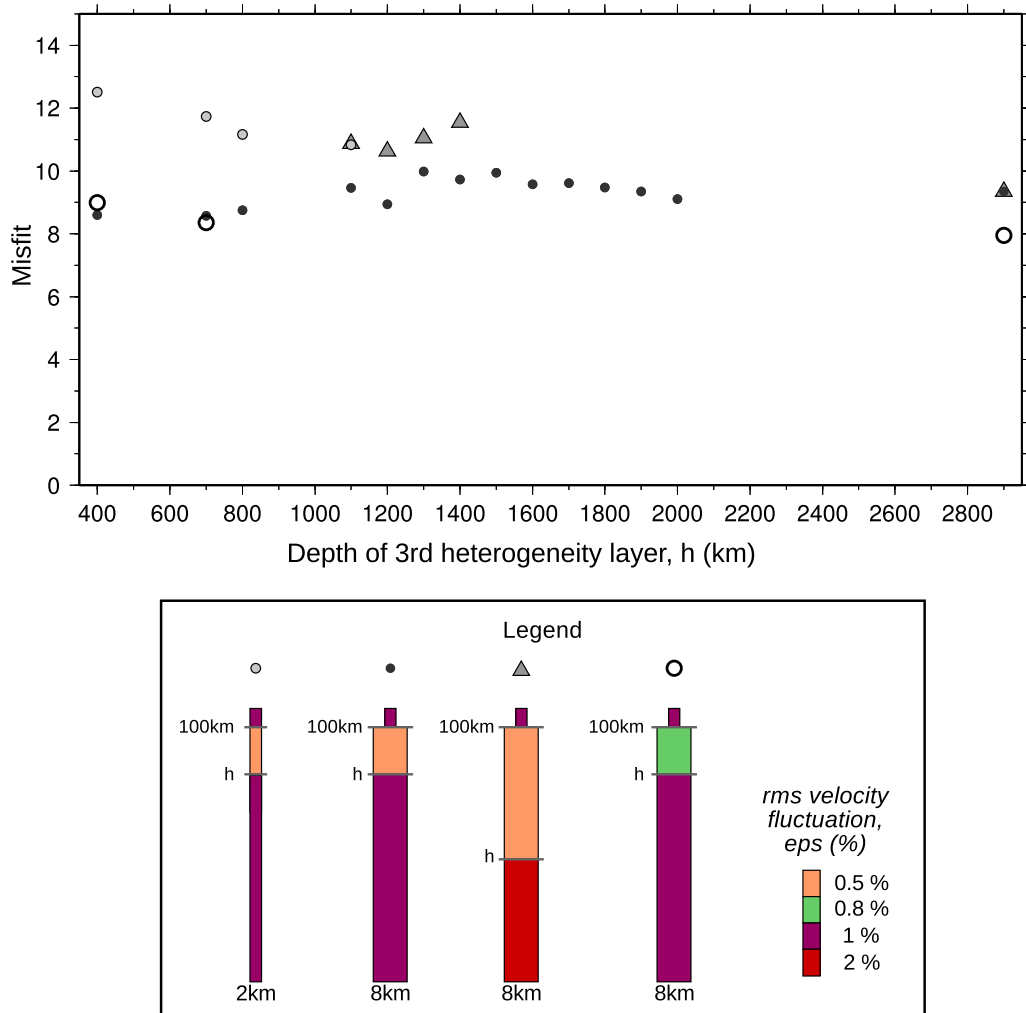 14
12
10
8
6
4
2
0
Misfit
400 600 800 1000 1200 1400 1600 1800 2000 2200 2400 2600 2800
Depth of 3rd heterogeneity layer, h (km)
Legend
100km 100km 100km 100km
h h h
h
rms velocity
fluctuation,
eps (%)
0.5 %
0.8 %
1 %
2 %
2km 8km 8km 8km